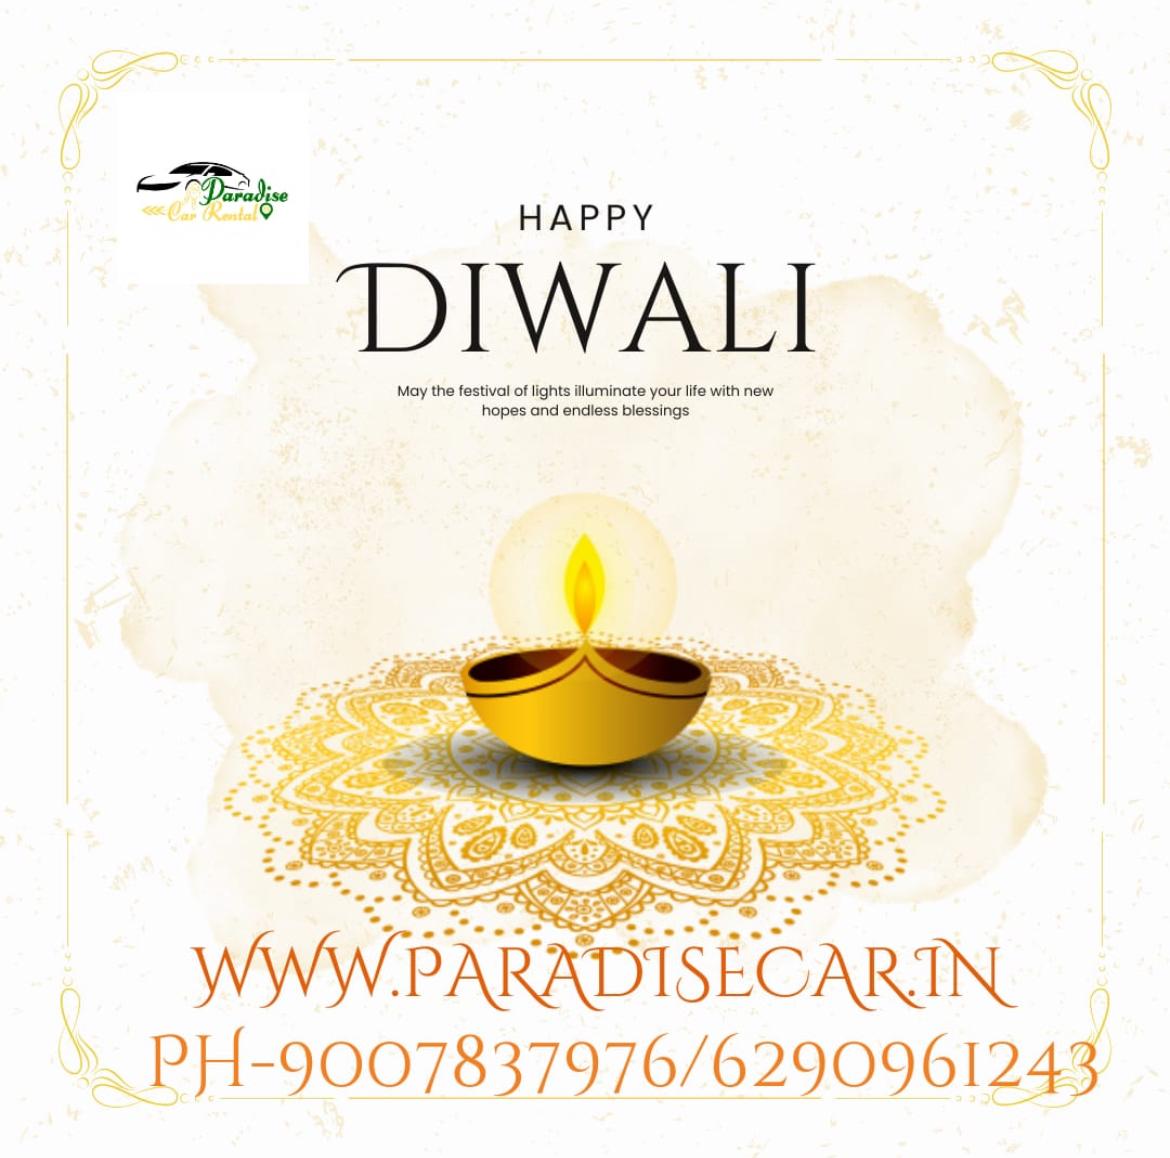 Paradise
Car Rental
HAPPY
DIWALI
May the festival of lights illuminate your life with new
hopes and endless blessings
WWW.PARADISECAR.IN
PH-9007837976/6290961243